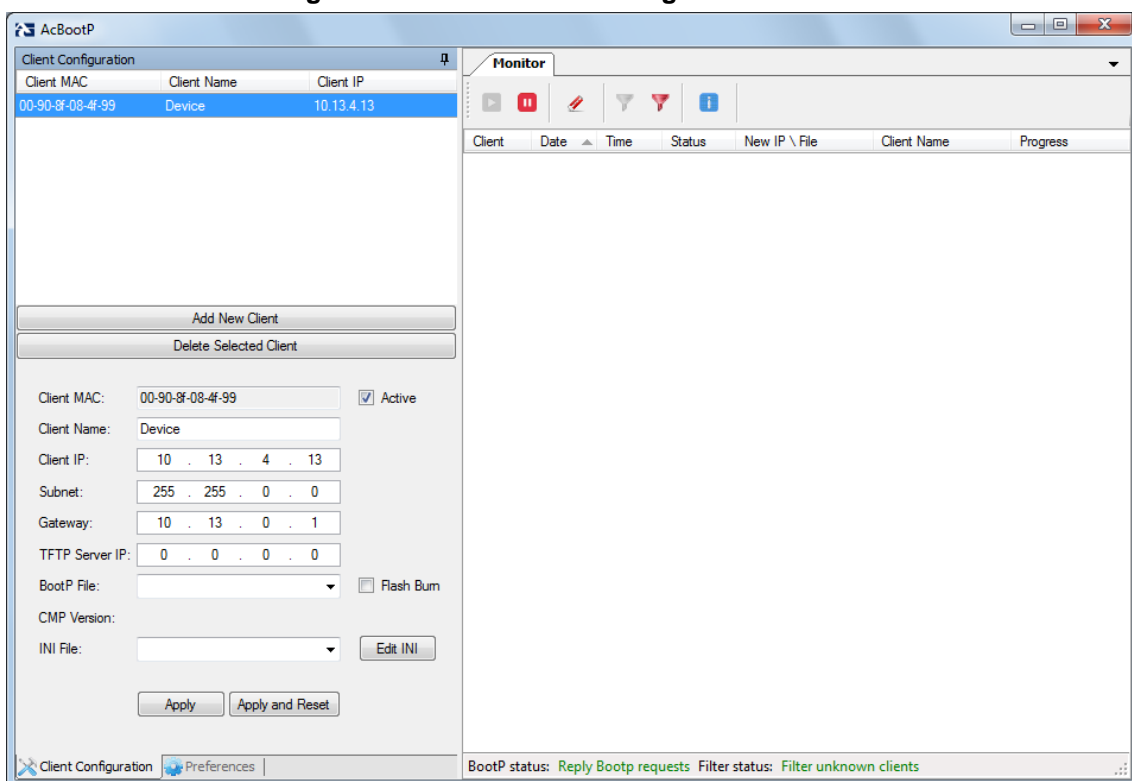 AcBootP
Client Configuration
Client MAC Client Name Client IP
00-90-8f-08-4f-99 Device 10.13.4.13
Add New Client
Delete Selected Client
Client MAC: 00-90-8f-08-4f-99 Active
Client Name: Device
Client IP: 10 . 13 . 4 . 13
Subnet: 255 . 255 . 0 . 0
Gateway: 10 . 13 . 0 . 1
TFTP Server IP: 0 . 0 . 0 . 0
BootP File: Flash Burn
CMP Version:
INI File: Edit INI
Apply Apply and Reset
Client Configuration Preferences
Monitor
Client Date Time Status New IP \ File Client Name Progress
BootP status: Reply Bootp requests Filter status: Filter unknown clients